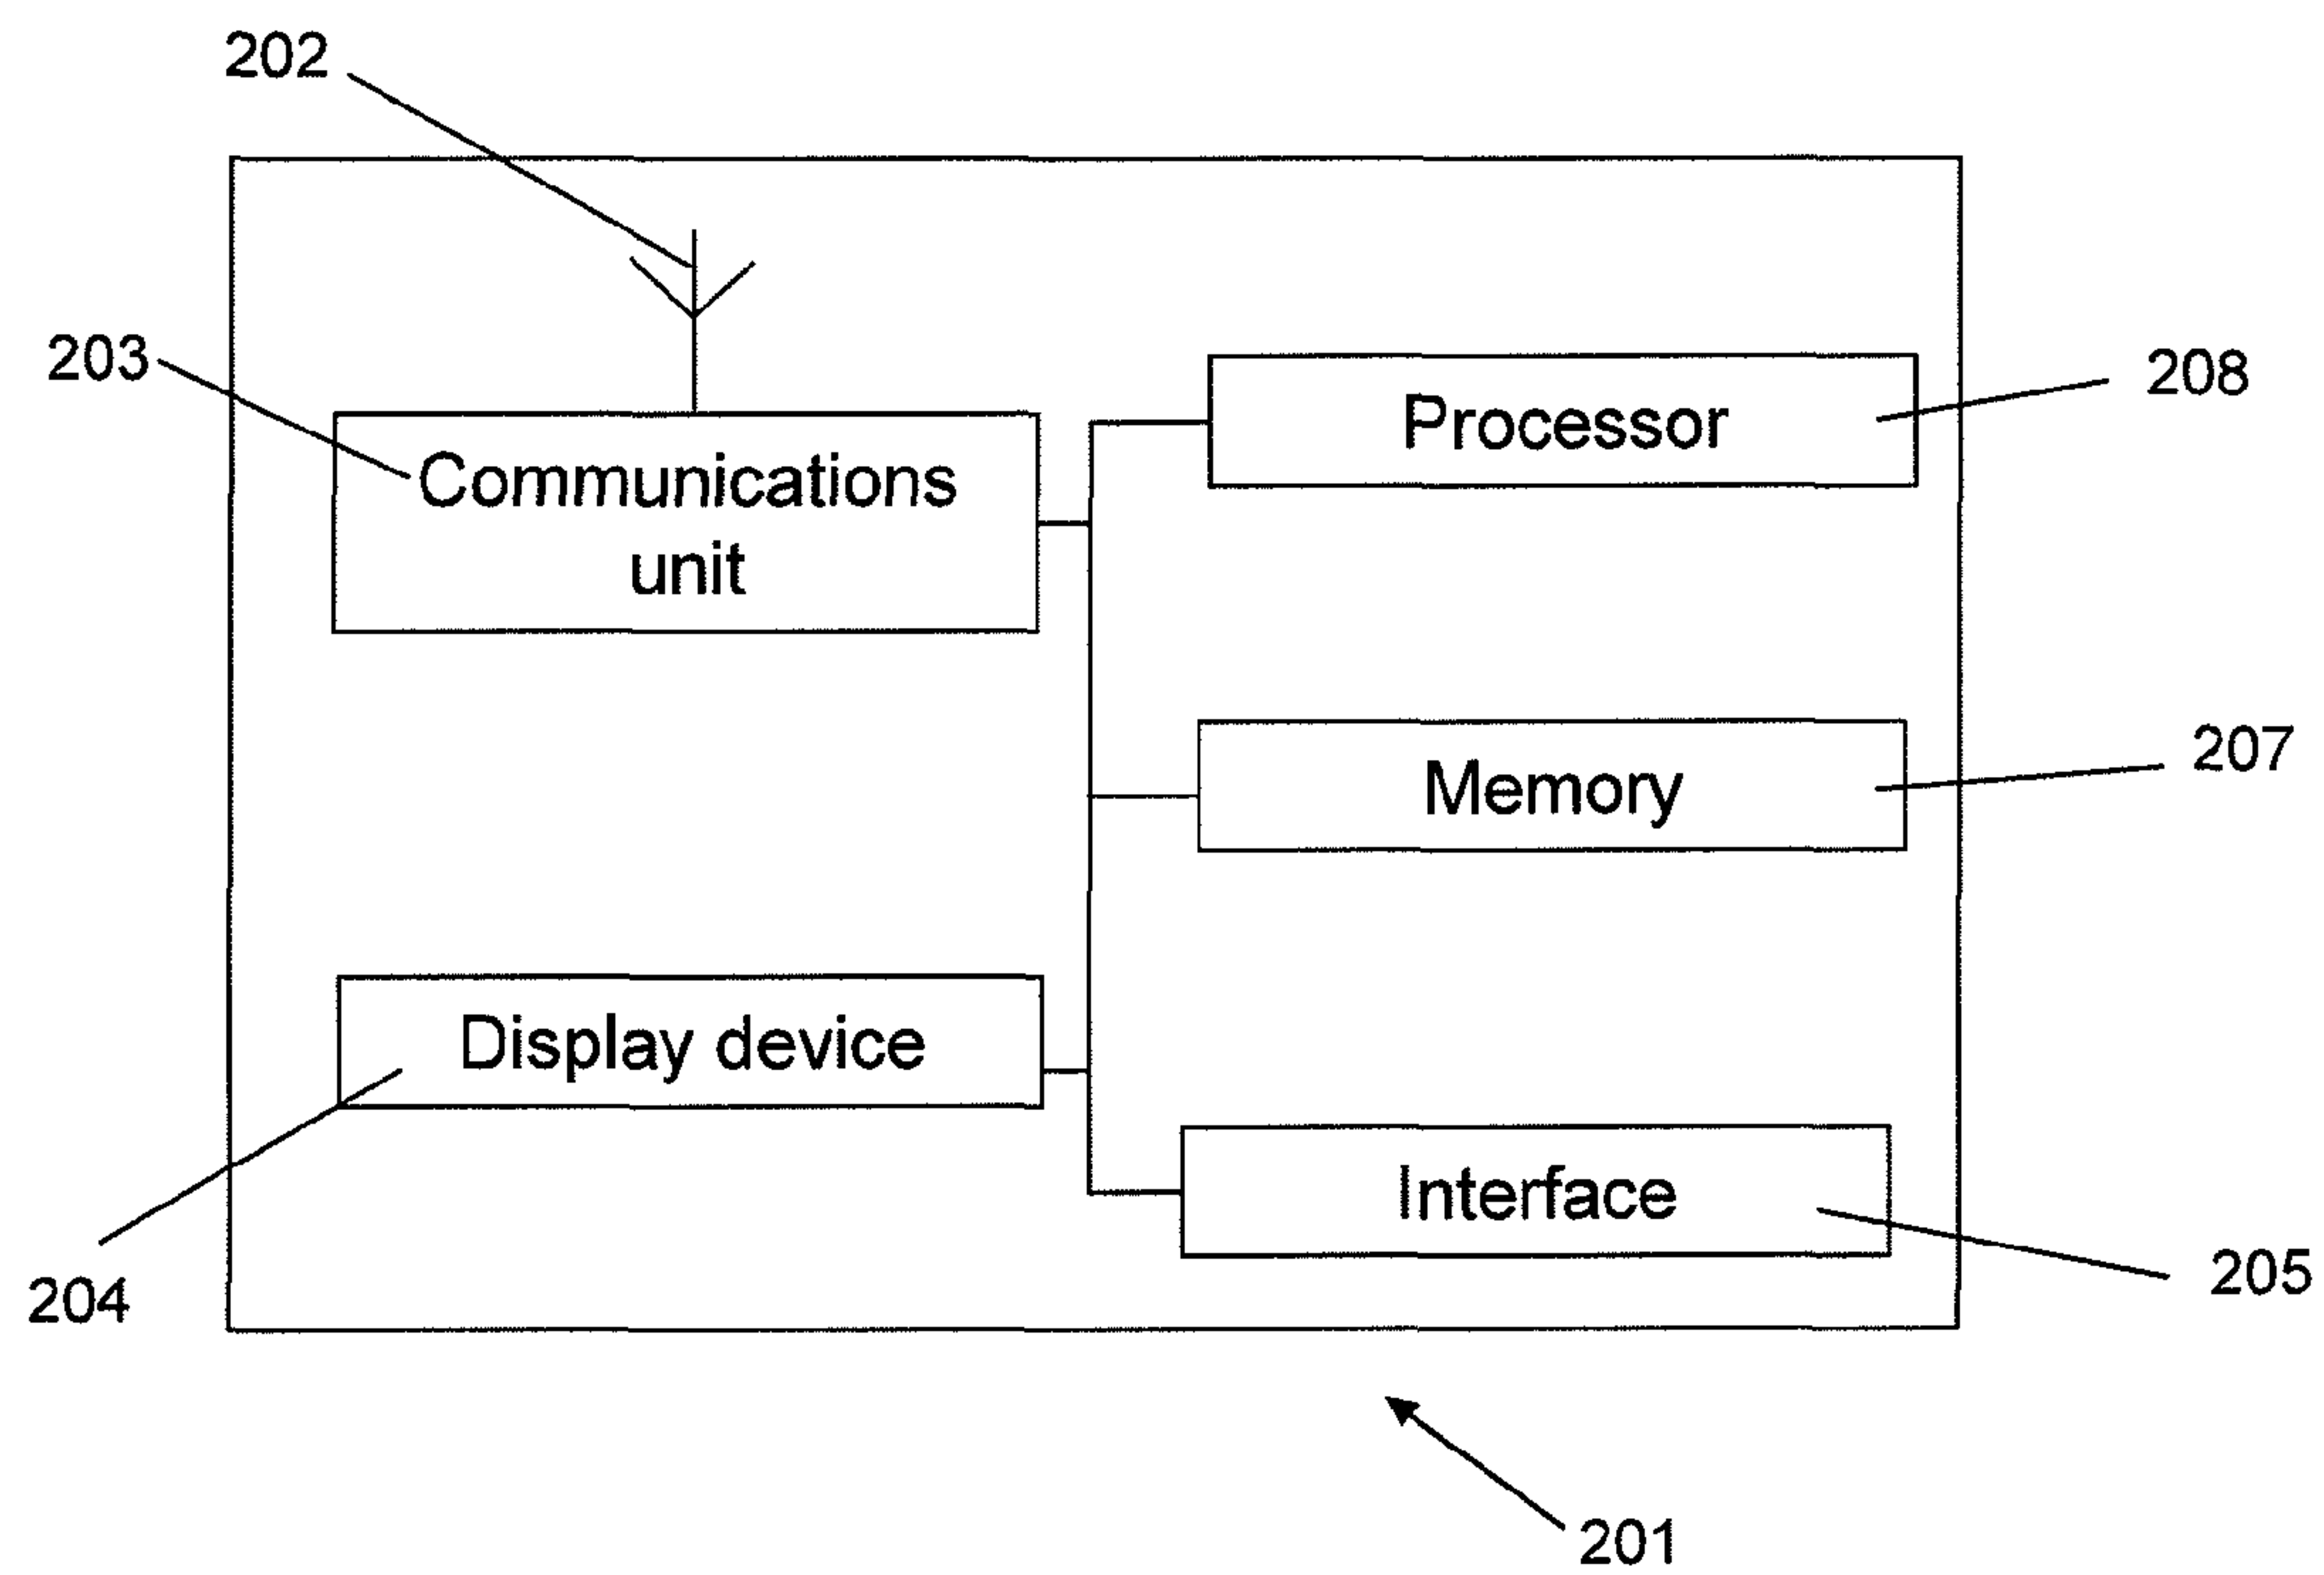 202
203
208
Processor
Communications
unit
207
Memory
Display device
Interface
204
205
201